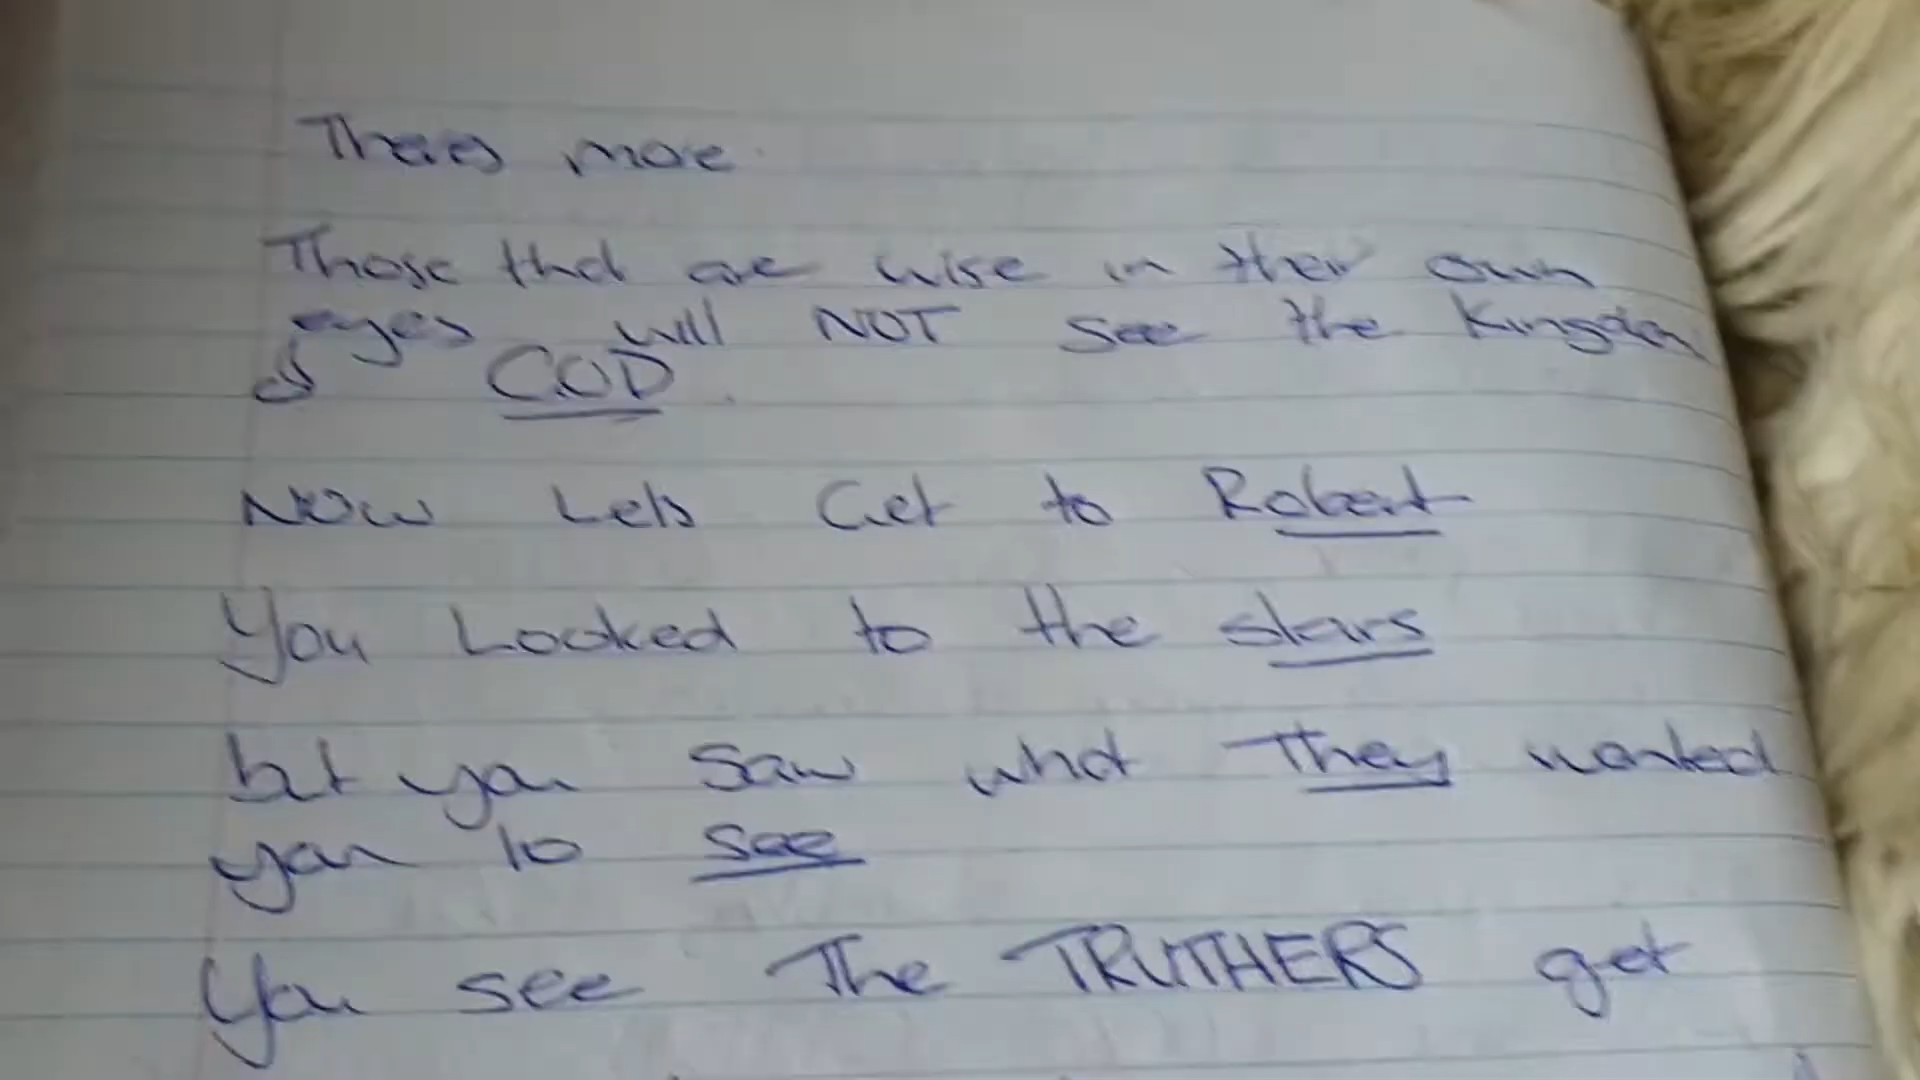 Theres more
Those that are wise in their own
eyes will NOT see the Kingdom
of GOD.
NOW Lets Get to Robert
You Looked to the stars
but you saw what They wanted
you to see
You see The TRUTHERS get